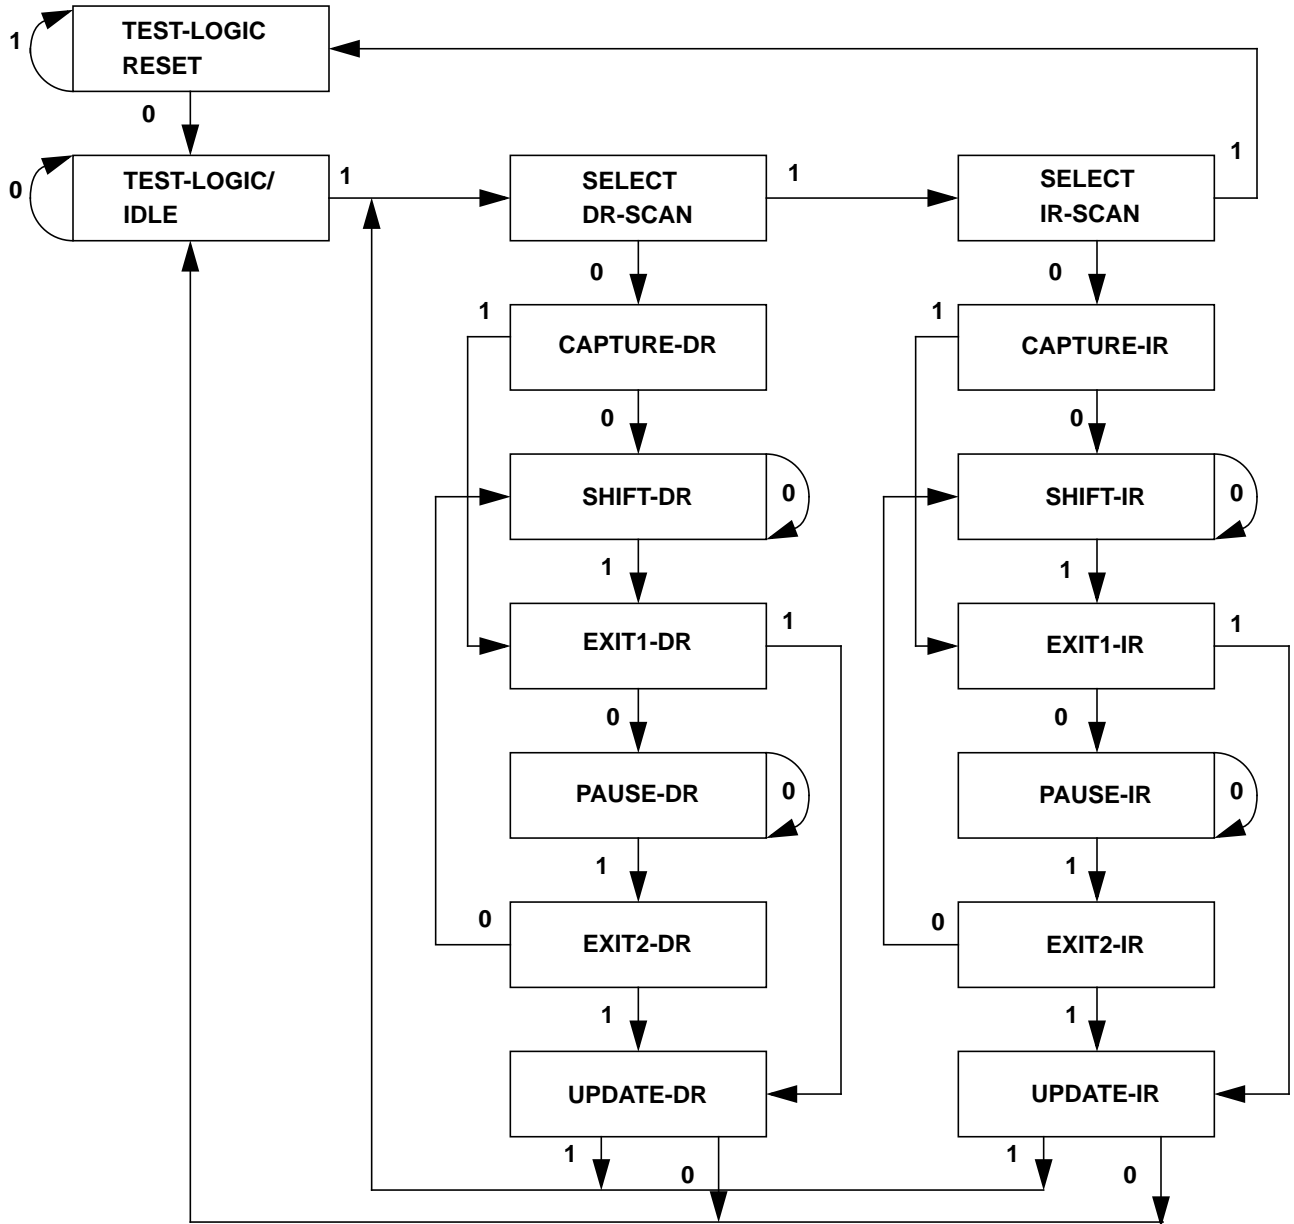 TEST-LOGIC
RESET
1
0
TEST-LOGIC/
IDLE
0
1
SELECT
DR-SCAN
1
SELECT
IR-SCAN
1
0
0
1
CAPTURE-DR
1
CAPTURE-IR
0
0
SHIFT-DR
0
SHIFT-IR
0
1
1
EXIT1-DR
1
EXIT1-IR
1
0
0
PAUSE-DR
0
PAUSE-IR
0
1
1
0
EXIT2-DR
0
EXIT2-IR
1
1
UPDATE-DR
UPDATE-IR
1
0
1
0